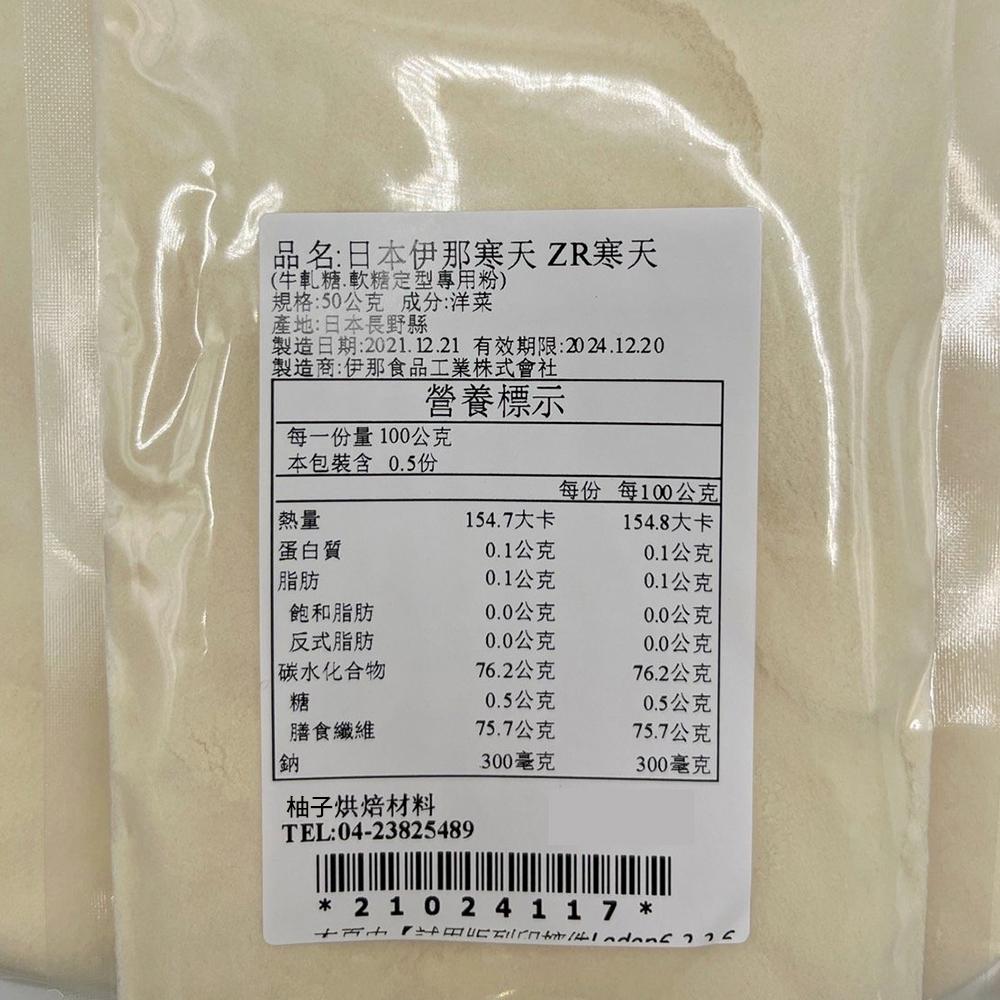 品名:日本伊那寒天 ZR寒天
(牛軋糖.軟糖定型專用粉)
規格:50公克 成分:洋菜
產地:日本長野縣
製造日期:2021.12.21 有效期限:2024.12.20
製造商:伊那食品工業株式會社
營養標示
每一份量 100公克
本包裝含 0.5份
每份 每100公克
熱量 154.7大卡 154.8大卡
蛋白質 0.1公克 0.1公克
脂肪 0.1公克 0.1公克
飽和脂肪 0.0公克 0.0公克
反式脂肪 0.0公克 0.0公克
碳水化合物 76.2公克 76.2公克
糖 0.5公克 0.5公克
膳食纖維 75.7公克 75.7公克
鈉 300毫克 300毫克
柚子烘焙材料
TEL:04-23825489
* 2 1 0 2 4 1 1 7 *